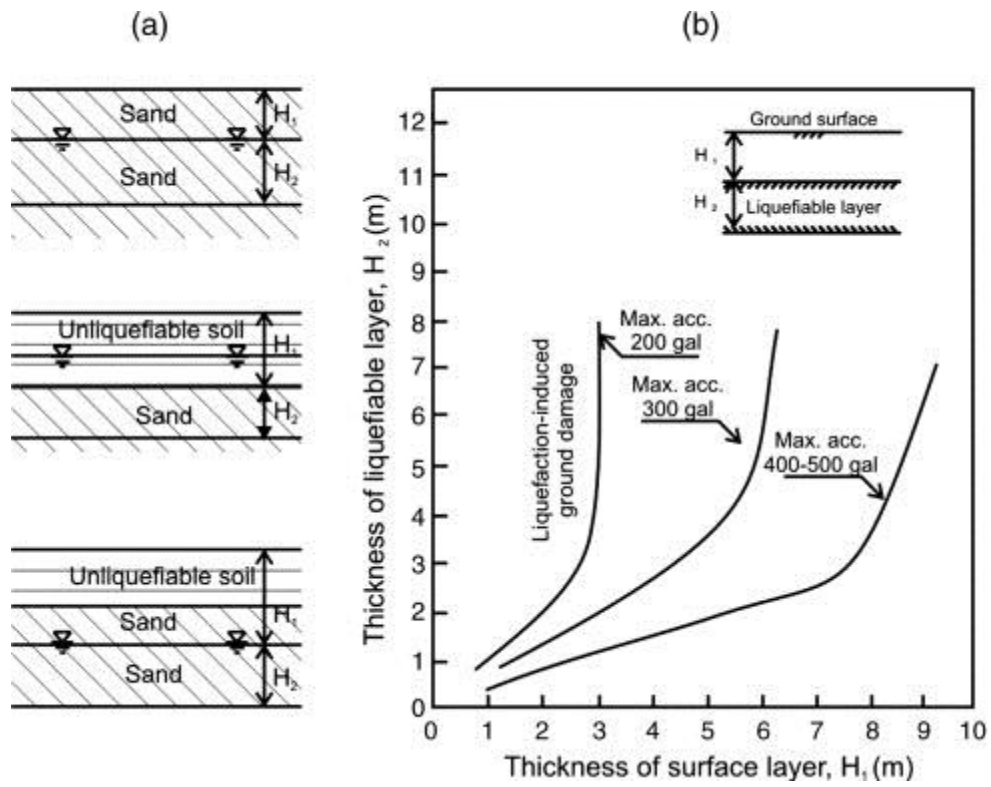 (a)
Sand
H₁
Sand
H₂
Unliquefiable soil
H₁
Sand
H₂
Unliquefiable soil
Sand
H₁
Sand
H₂
(b)
Thickness of liquefiable layer, H₂ (m)
12
11
10
9
8
7
6
5
4
3
2
1
0
Ground surface
H₁
H₂
Liquefiable layer
Liquefaction-induced
ground damage
Max. acc.
200 gal
Max. acc.
300 gal
Max. acc.
400-500 gal
0 1 2 3 4 5 6 7 8 9 10
Thickness of surface layer, H₁ (m)